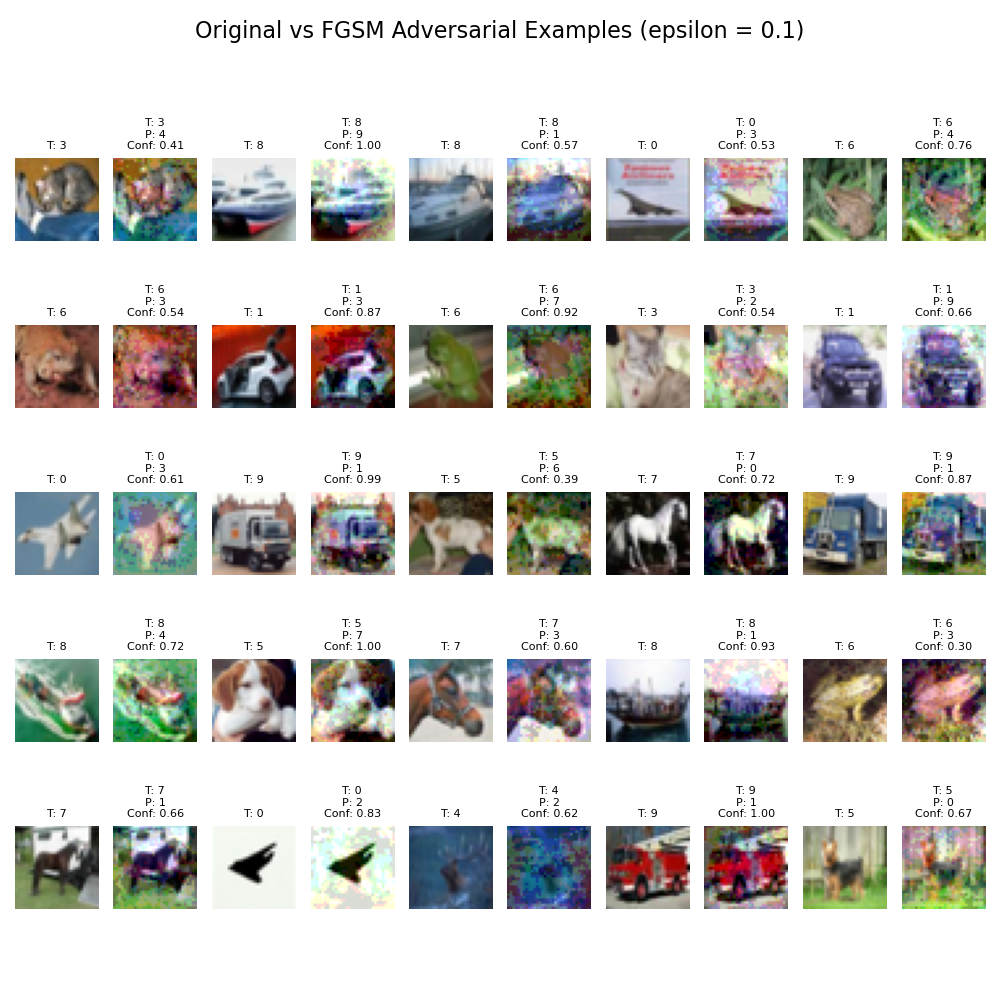 Original vs FGSM Adversarial Examples (epsilon = 0.1)
T: 3
T: 3
P: 4
Conf: 0.41
T: 8
T: 8
P: 9
Conf: 1.00
T: 8
T: 8
P: 1
Conf: 0.57
T: 0
T: 0
P: 3
Conf: 0.53
T: 6
T: 6
P: 4
Conf: 0.76
T: 6
T: 6
P: 3
Conf: 0.54
T: 1
T: 1
P: 3
Conf: 0.87
T: 6
T: 6
P: 7
Conf: 0.92
T: 3
T: 3
P: 2
Conf: 0.54
T: 1
T: 1
P: 9
Conf: 0.66
T: 0
T: 0
P: 3
Conf: 0.61
T: 9
T: 9
P: 1
Conf: 0.99
T: 5
T: 5
P: 6
Conf: 0.39
T: 7
T: 7
P: 0
Conf: 0.72
T: 9
T: 9
P: 1
Conf: 0.87
T: 8
T: 8
P: 4
Conf: 0.72
T: 5
T: 5
P: 7
Conf: 1.00
T: 7
T: 7
P: 3
Conf: 0.60
T: 8
T: 8
P: 1
Conf: 0.93
T: 6
T: 6
P: 3
Conf: 0.30
T: 7
T: 7
P: 1
Conf: 0.66
T: 0
T: 0
P: 2
Conf: 0.83
T: 4
T: 4
P: 2
Conf: 0.62
T: 9
T: 9
P: 1
Conf: 1.00
T: 5
T: 5
P: 0
Conf: 0.67